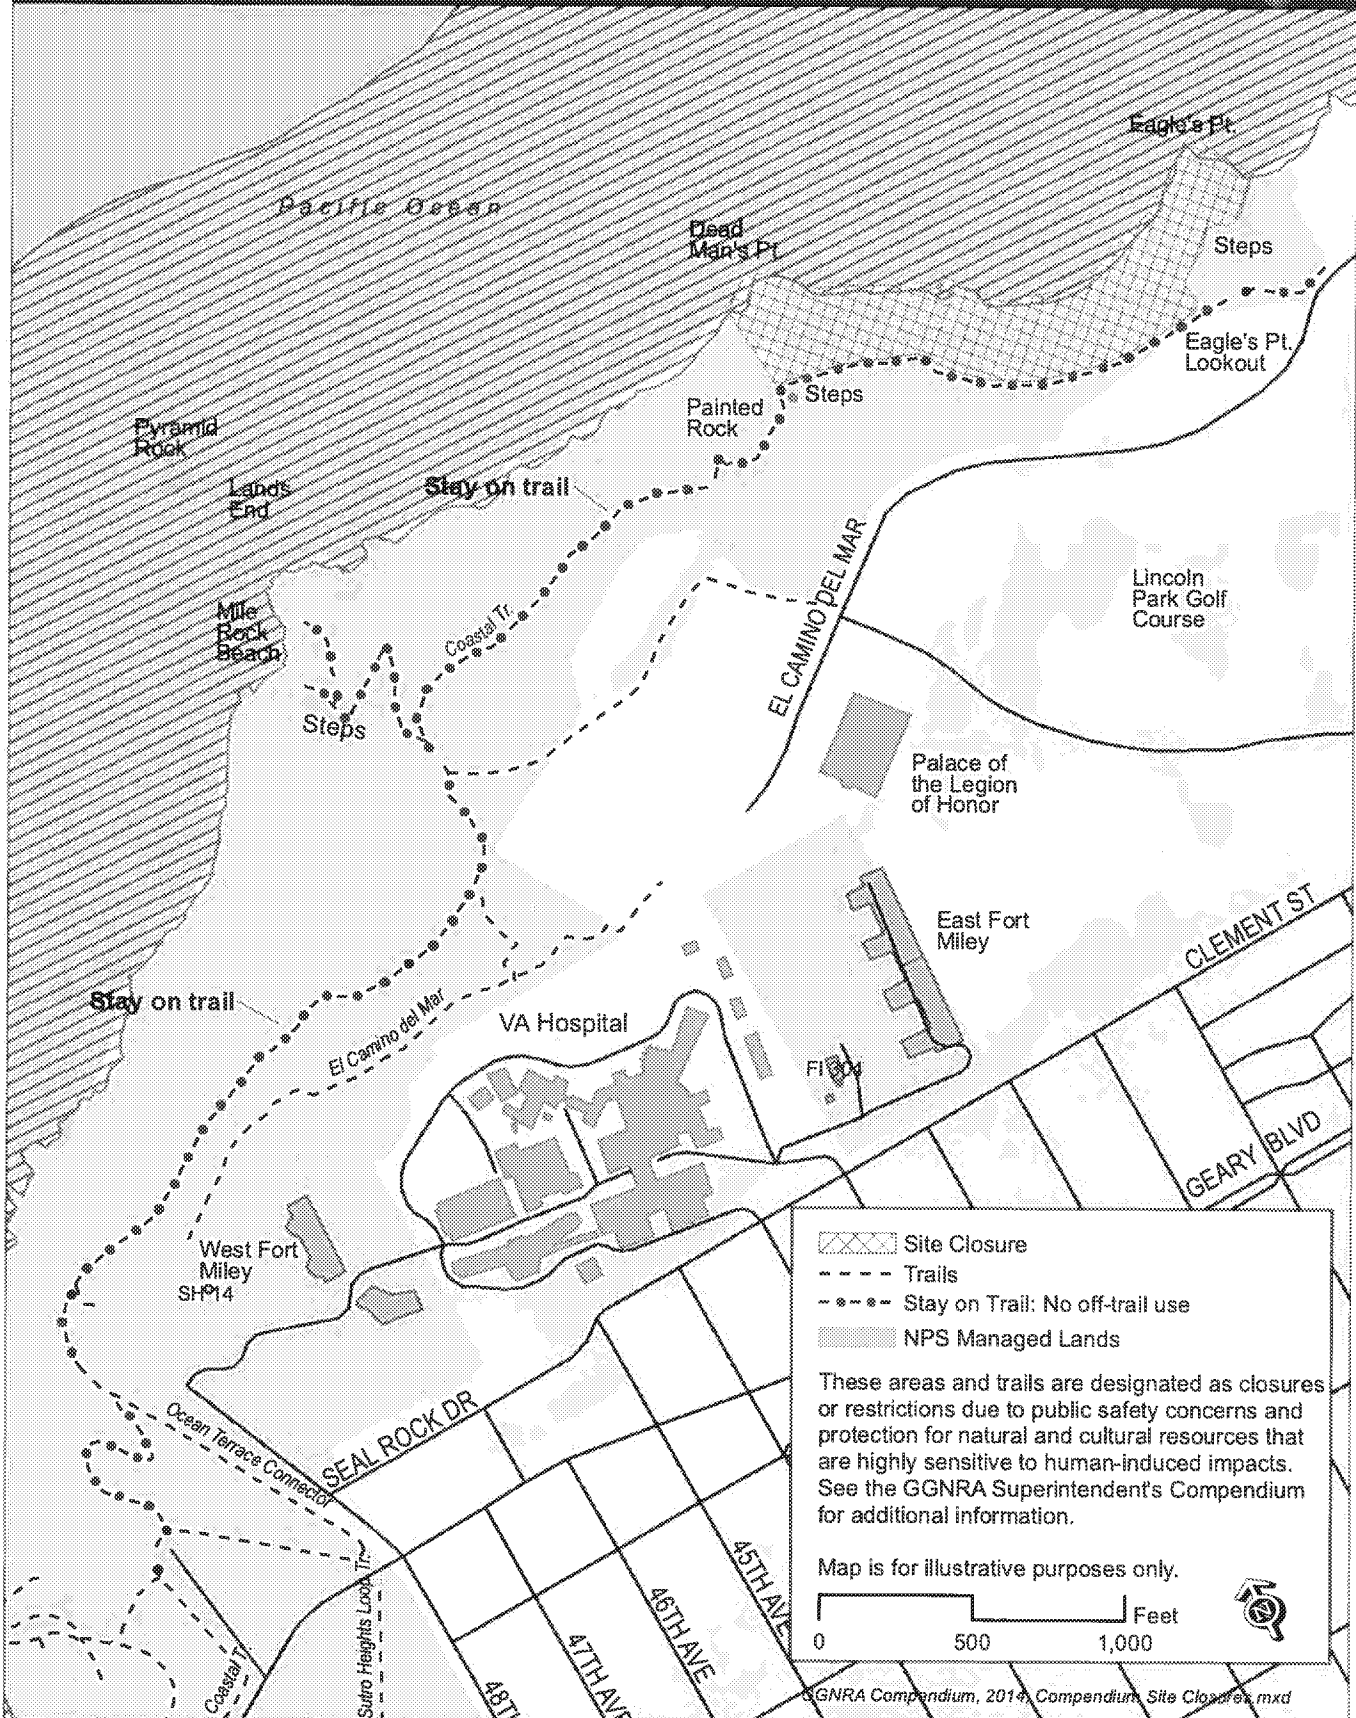 Eagle's Pt.
Pacific Ocean
Dead
Man's Pt.
Steps
Eagle's Pt.
Lookout
Steps
Painted
Rock
Pyramid
Rock
Stay on trail
Lands
End
EL CAMINO DEL MAR
Lincoln
Park Golf
Course
Mile
Rock
Beach
Coastal Tr.
Steps
Palace of
the Legion
of Honor
East Fort
Miley
CLEMENT ST
Stay on trail
El Camino del Mar
VA Hospital
FI 304
GEARY BLVD
West Fort
Miley
SH 14
Site Closure
Trails
Stay on Trail: No off-trail use
NPS Managed Lands
These areas and trails are designated as closures
or restrictions due to public safety concerns and
protection for natural and cultural resources that
are highly sensitive to human-induced impacts.
See the GGNRA Superintendent's Compendium
for additional information.
Map is for illustrative purposes only.
Feet
0 500 1,000
N
Ocean Terrace Connector
SEAL ROCK DR
45TH AVE
46TH AVE
47TH AVE
48TH
Sutro Heights Loop Tr.
Coastal Tr.
GGNRA Compendium, 2014, Compendium_Site Closures.mxd